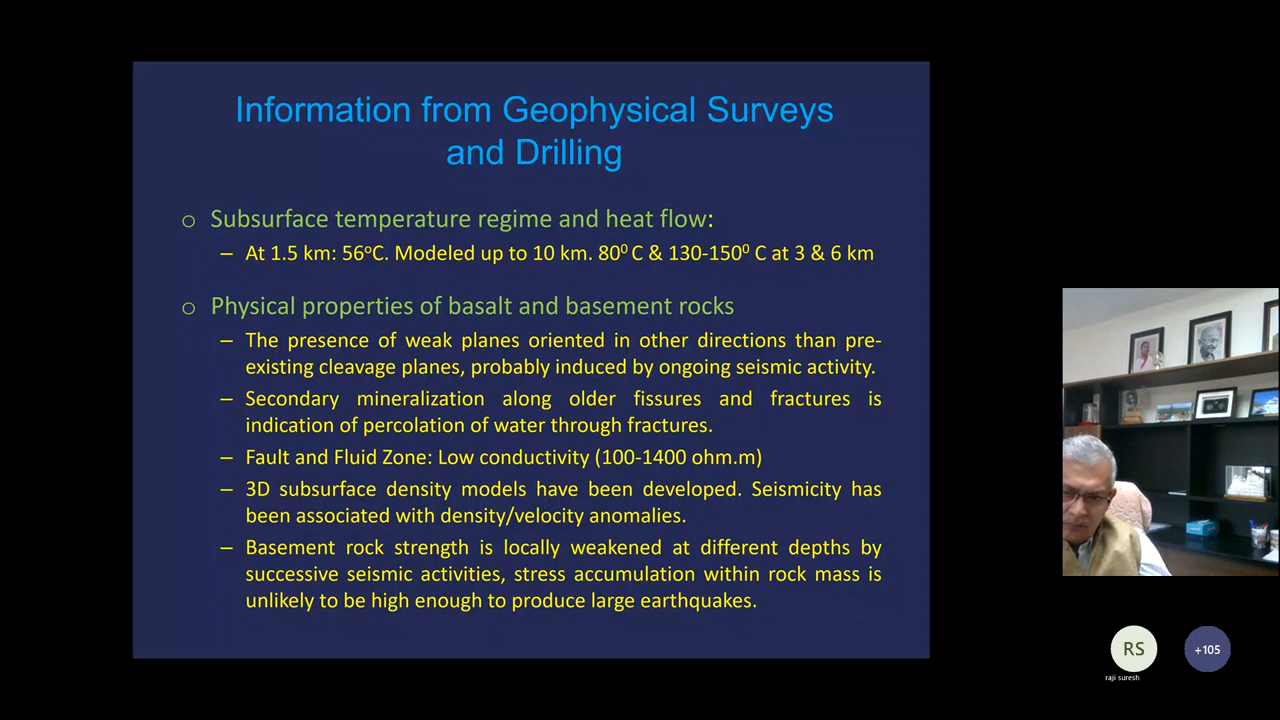 Information from Geophysical Surveys
and Drilling
o Subsurface temperature regime and heat flow:
– At 1.5 km: 56⁰C. Modeled up to 10 km. 80⁰ C & 130-150⁰ C at 3 & 6 km
o Physical properties of basalt and basement rocks
– The presence of weak planes oriented in other directions than pre-
existing cleavage planes, probably induced by ongoing seismic activity.
– Secondary mineralization along older fissures and fractures is
indication of percolation of water through fractures.
– Fault and Fluid Zone: Low conductivity (100-1400 ohm.m)
– 3D subsurface density models have been developed. Seismicity has
been associated with density/velocity anomalies.
– Basement rock strength is locally weakened at different depths by
successive seismic activities, stress accumulation within rock mass is
unlikely to be high enough to produce large earthquakes.
RS
+105
raji suresh